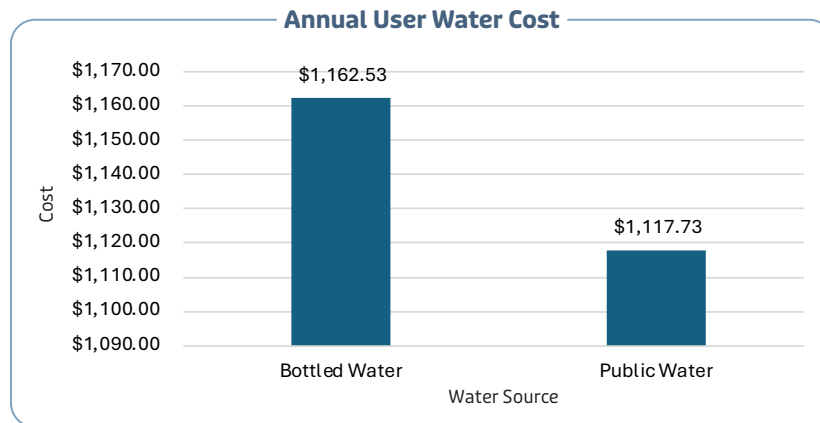 Annual User Water Cost
$1,170.00
$1,160.00
$1,150.00
$1,140.00
$1,130.00
$1,120.00
$1,110.00
$1,100.00
$1,090.00
Cost
$1,162.53
$1,117.73
Bottled Water
Public Water
Water Source